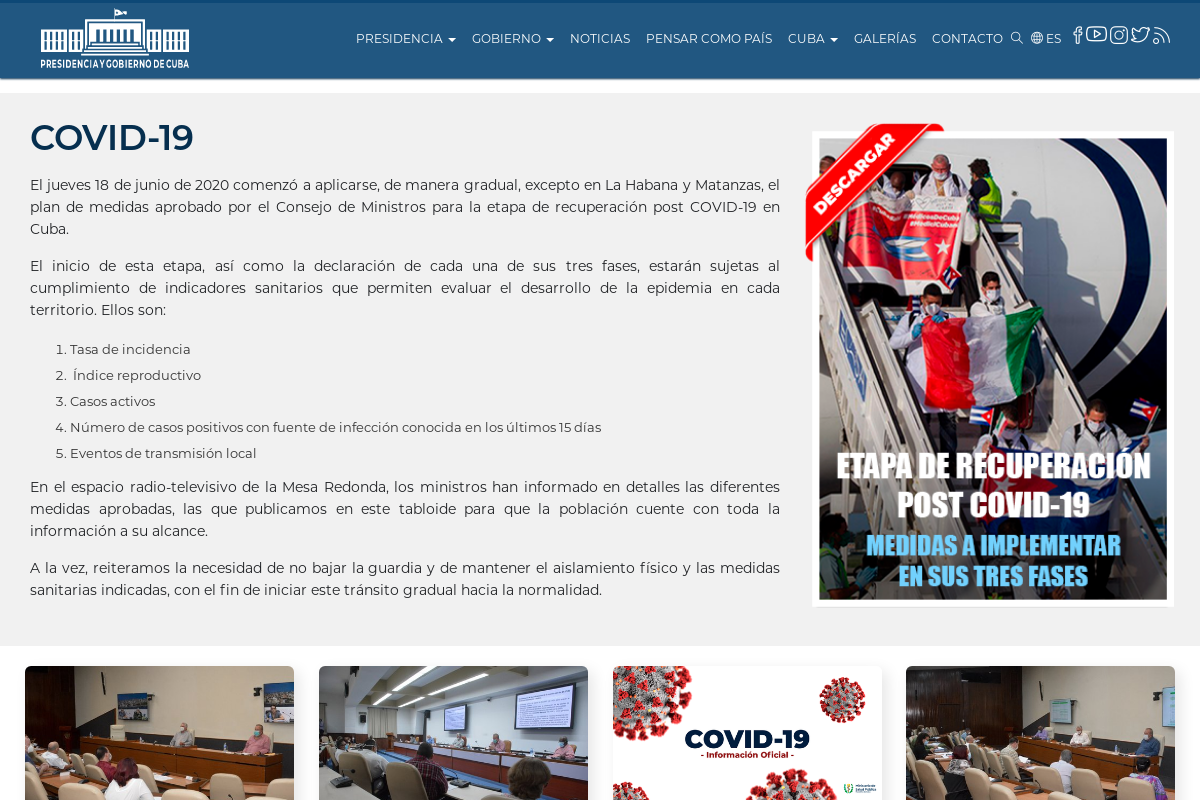 PRESIDENCIA Y GOBIERNO DE CUBA
PRESIDENCIA GOBIERNO NOTICIAS PENSAR COMO PAÍS CUBA GALERÍAS CONTACTO ES
COVID-19
El jueves 18 de junio de 2020 comenzó a aplicarse, de manera gradual, excepto en La Habana y Matanzas, el
plan de medidas aprobado por el Consejo de Ministros para la etapa de recuperación post COVID-19 en
Cuba.
El inicio de esta etapa, así como la declaración de cada una de sus tres fases, estarán sujetas al
cumplimiento de indicadores sanitarios que permiten evaluar el desarrollo de la epidemia en cada
territorio. Ellos son:
1. Tasa de incidencia
2. Índice reproductivo
3. Casos activos
4. Número de casos positivos con fuente de infección conocida en los últimos 15 días
5. Eventos de transmisión local
En el espacio radio-televisivo de la Mesa Redonda, los ministros han informado en detalles las diferentes
medidas aprobadas, las que publicamos en este tabloide para que la población cuente con toda la
información a su alcance.
A la vez, reiteramos la necesidad de no bajar la guardia y de mantener el aislamiento físico y las medidas
sanitarias indicadas, con el fin de iniciar este tránsito gradual hacia la normalidad.
DESCARGAR
ETAPA DE RECUPERACIÓN
POST COVID-19
MEDIDAS A IMPLEMENTAR
EN SUS TRES FASES
COVID-19
- Información Oficial -